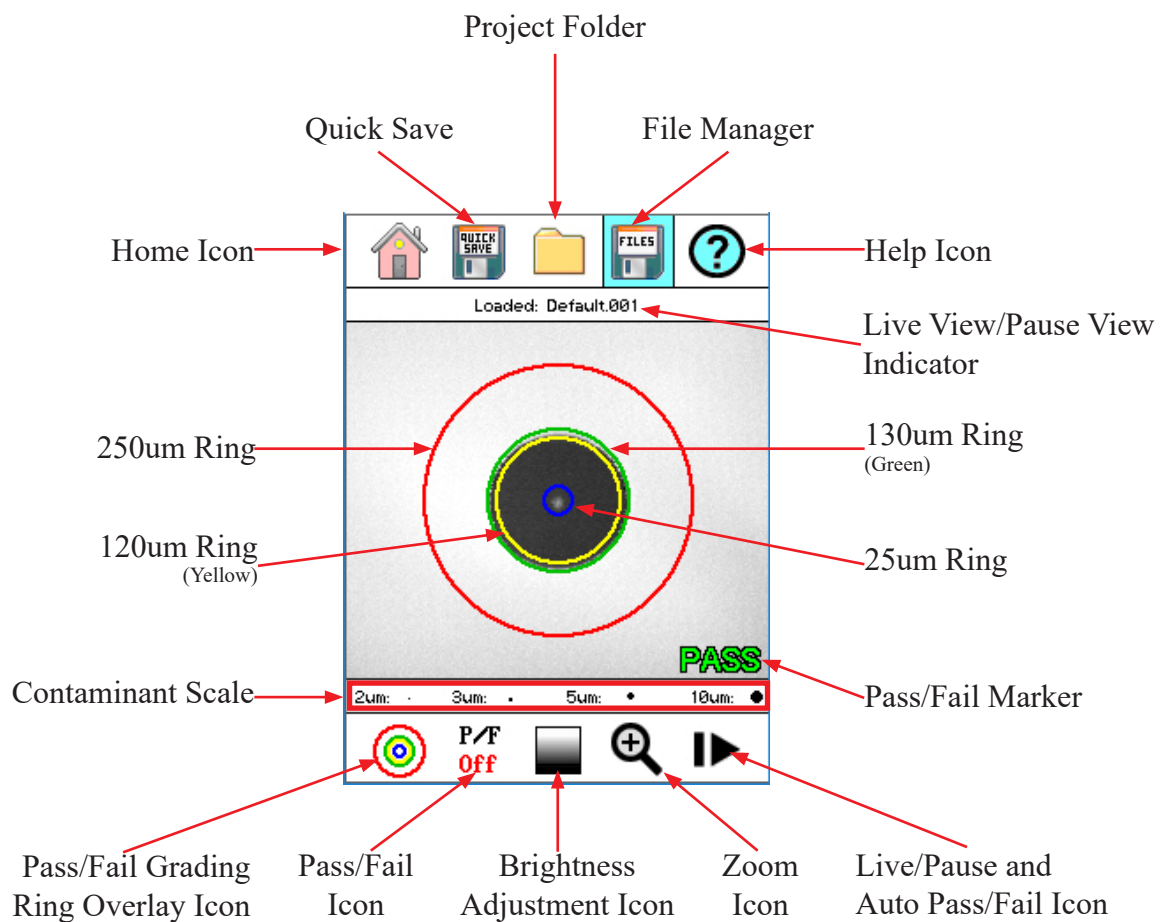 Project Folder
Quick Save
File Manager
QUICK
SAVE
FILES
?
Home Icon
Help Icon
Loaded: Default.001
Live View/Pause View
Indicator
250um Ring
130um Ring
(Green)
120um Ring
(Yellow)
25um Ring
PASS
Contaminant Scale
2um: 3um: 5um: 10um:
Pass/Fail Marker
P/F
Off
Pass/Fail Grading
Ring Overlay Icon
Pass/Fail
Icon
Brightness
Adjustment Icon
Zoom
Icon
Live/Pause and
Auto Pass/Fail Icon